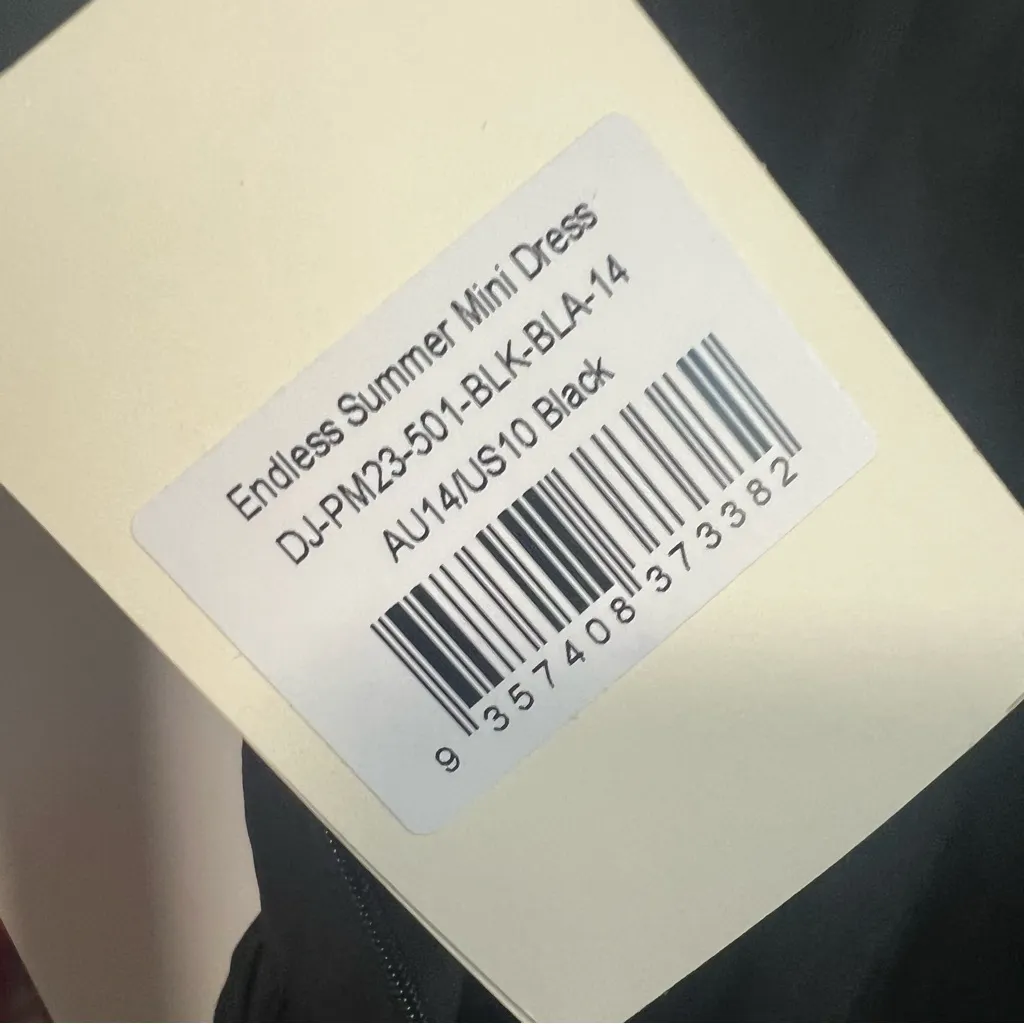 Endless Summer Mini Dress
DJ-PM23-501-BLK-BLA-14
AU14/US10 Black
9 357408 373382